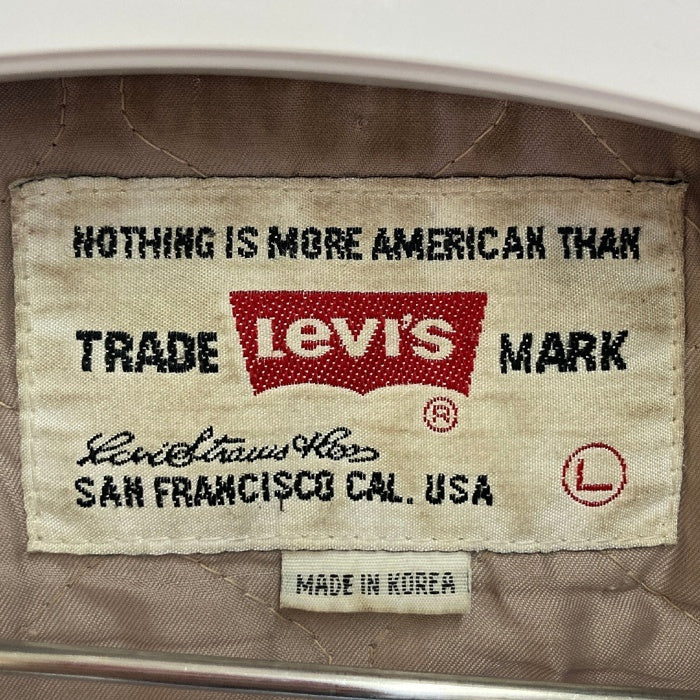 NOTHING IS MORE AMERICAN THAN
TRADE Levi's MARK
®
Levi Strauss & Co
SAN FRANCISCO CAL. USA
L
MADE IN KOREA